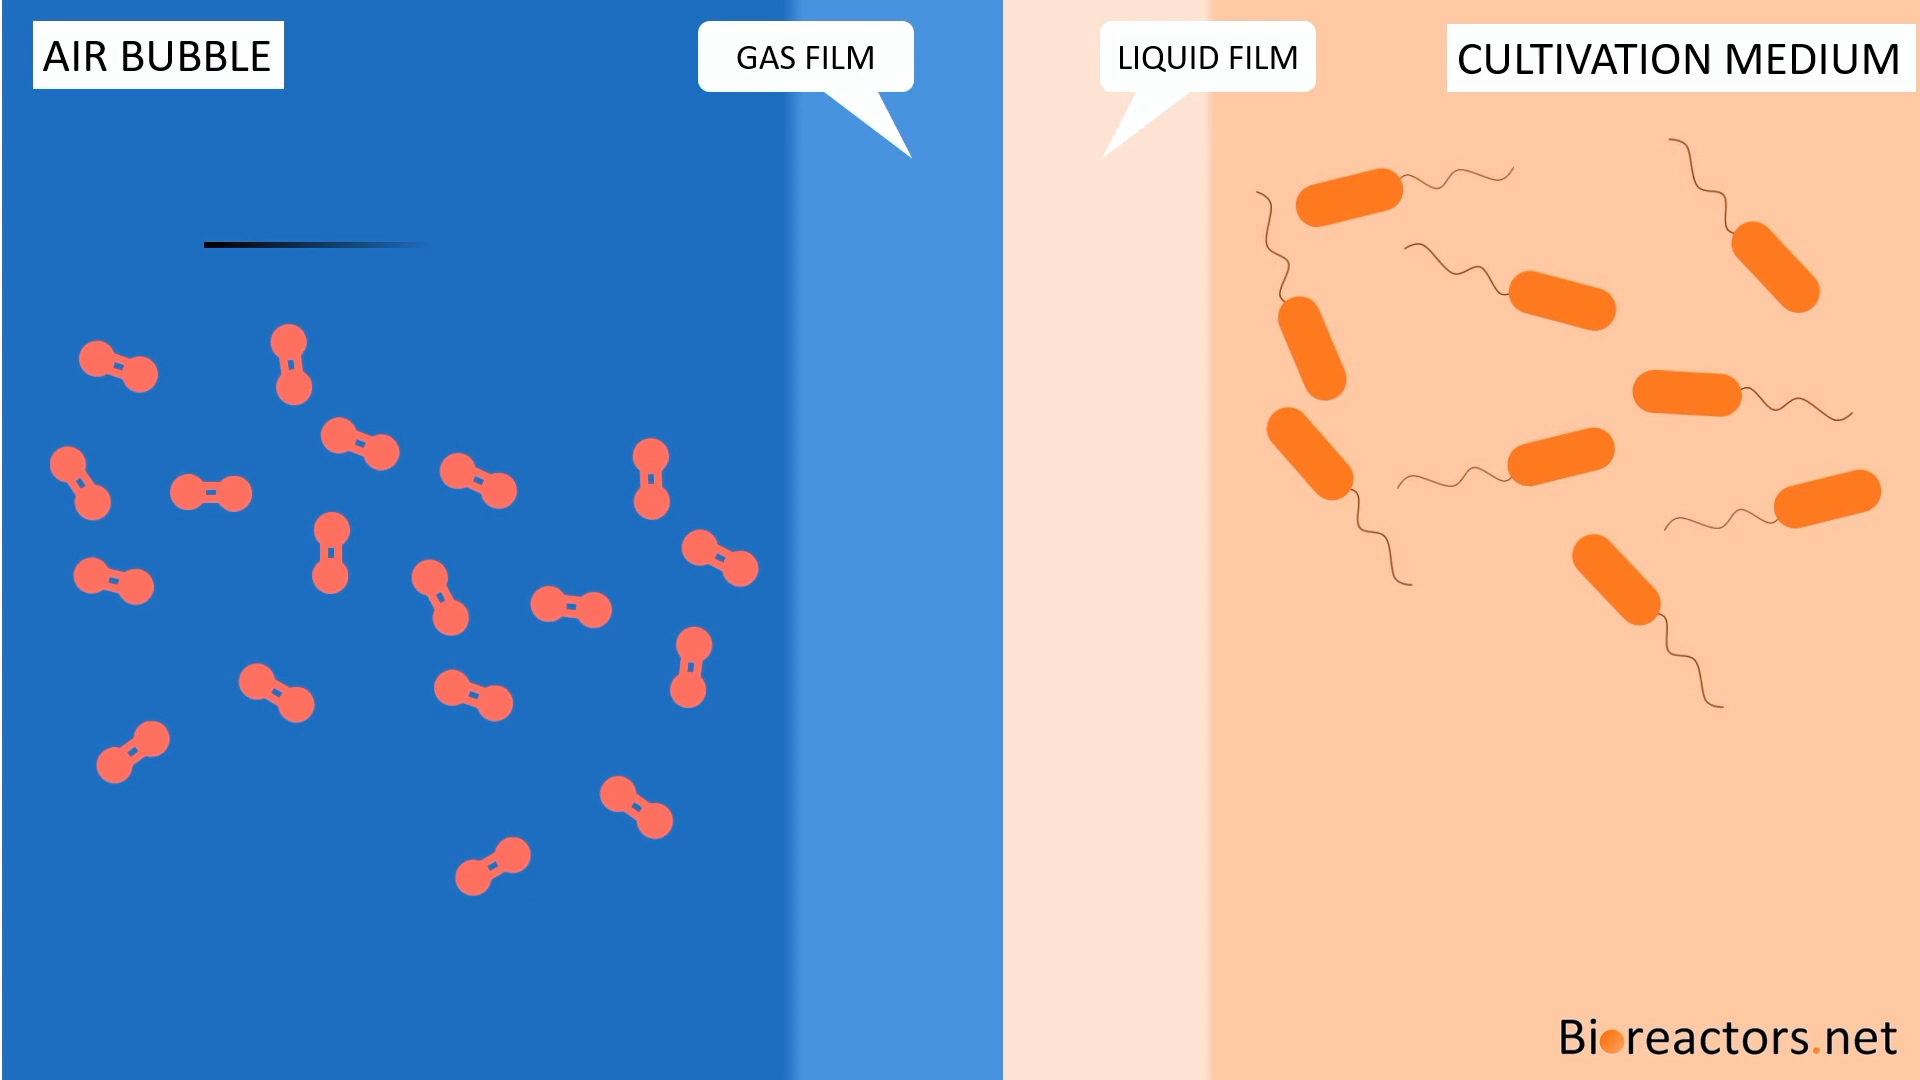 AIR BUBBLE
GAS FILM
LIQUID FILM
CULTIVATION MEDIUM
Bioreactors.net